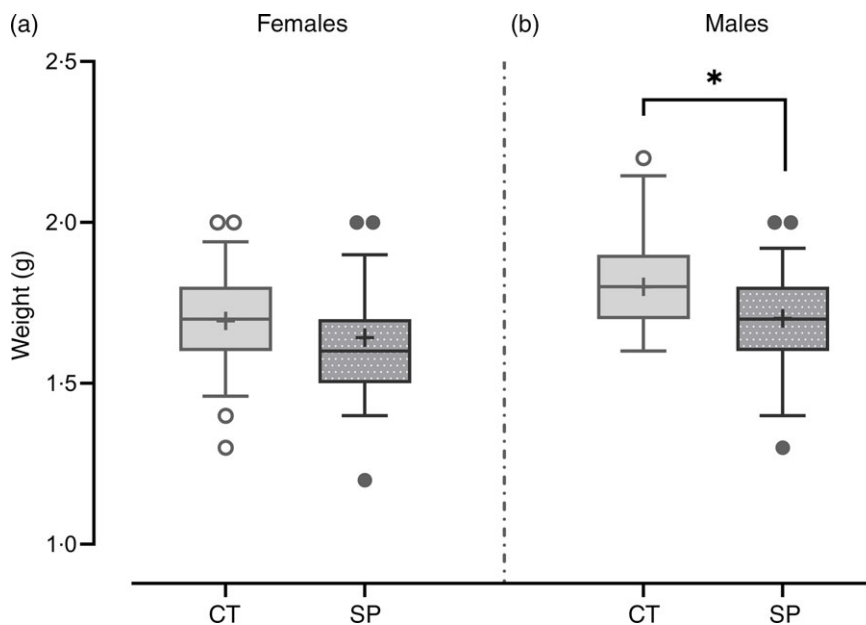 (a)
Females
(b)
Males
2·5
*
2·0
1·5
1·0
Weight (g)
CT
SP
CT
SP